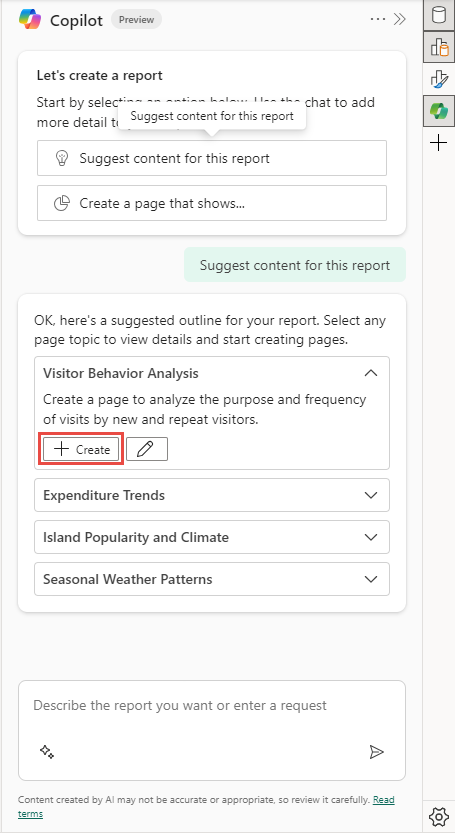 Copilot Preview
Let's create a report
Start by selecting an option below. Use the chat to add
more detail to
Suggest content for this report
Suggest content for this report
Create a page that shows...
Suggest content for this report
OK, here's a suggested outline for your report. Select any
page topic to view details and start creating pages.
Visitor Behavior Analysis
Create a page to analyze the purpose and frequency
of visits by new and repeat visitors.
Create
Expenditure Trends
Island Popularity and Climate
Seasonal Weather Patterns
Describe the report you want or enter a request
Content created by AI may not be accurate or appropriate, so review it carefully. Read
terms